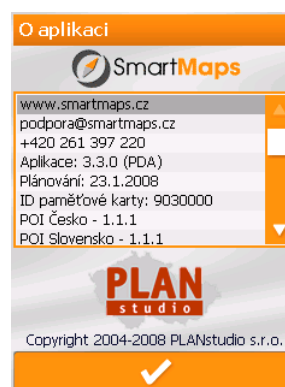 O aplikaci
SmartMaps
www.smartmaps.cz
podpora@smartmaps.cz
+420 261 397 220
Aplikace: 3.3.0 (PDA)
Plánování: 23.1.2008
ID paměťové karty: 9030000
POI Česko - 1.1.1
POI Slovensko - 1.1.1
PLAN
studio
Copyright 2004-2008 PLANstudio s.r.o.